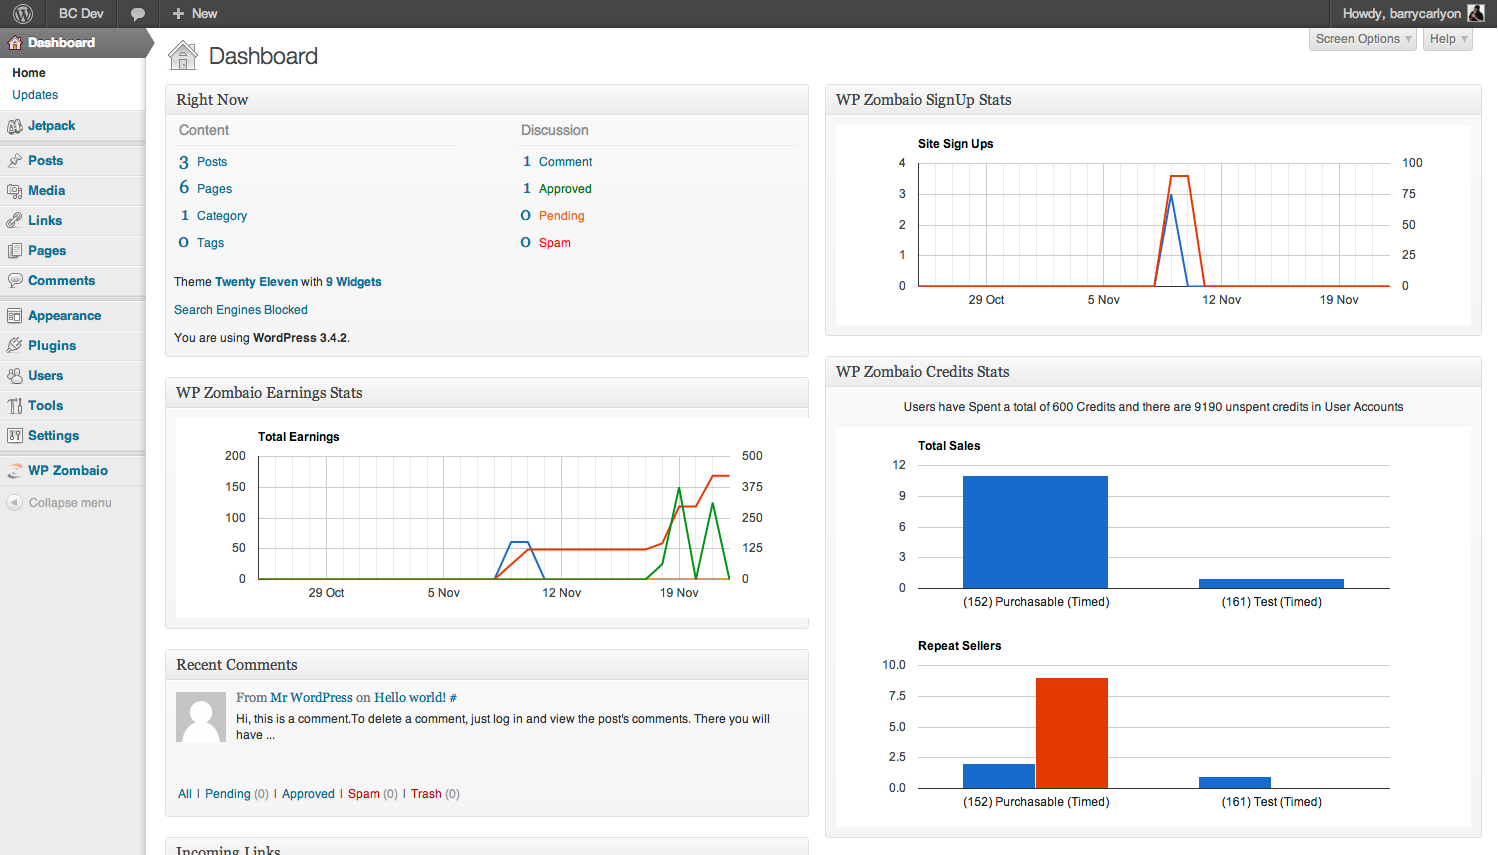 BC Dev
New
Howdy, barrycarlyon
Dashboard
Home
Updates
Jetpack
Posts
Media
Links
Pages
Comments
Appearance
Plugins
Users
Tools
Settings
WP Zombaio
Collapse menu
Screen Options
Help
Dashboard
Right Now
Content
Discussion
3 Posts
1 Comment
6 Pages
1 Approved
1 Category
0 Pending
0 Tags
0 Spam
Theme Twenty Eleven with 9 Widgets
Search Engines Blocked
You are using WordPress 3.4.2.
WP Zombaio Earnings Stats
Total Earnings
200 500
150 375
100 250
50 125
0 0
29 Oct 5 Nov 12 Nov 19 Nov
Recent Comments
From Mr WordPress on Hello world! #
Hi, this is a comment.To delete a comment, just log in and view the post's comments. There you will
have ...
All | Pending (0) | Approved | Spam (0) | Trash (0)
Incoming Links
WP Zombaio SignUp Stats
Site Sign Ups
4 100
3 75
2 50
1 25
0 0
29 Oct 5 Nov 12 Nov 19 Nov
WP Zombaio Credits Stats
Users have Spent a total of 600 Credits and there are 9190 unspent credits in User Accounts
Total Sales
12
9
6
3
0
(152) Purchasable (Timed) (161) Test (Timed)
Repeat Sellers
10.0
7.5
5.0
2.5
0.0
(152) Purchasable (Timed) (161) Test (Timed)